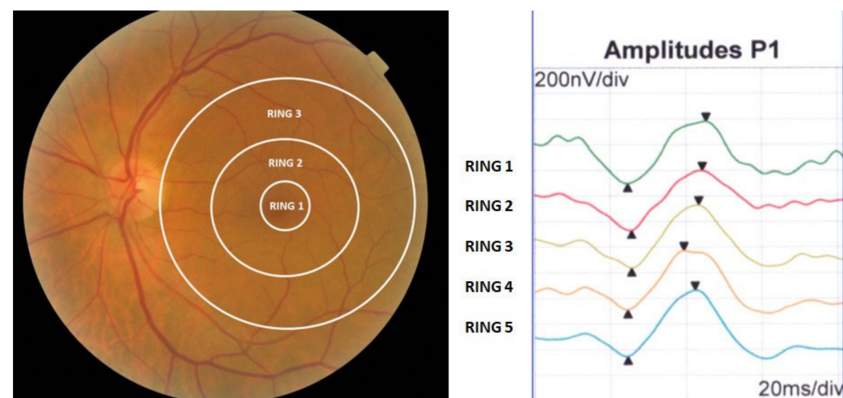 RING 3
RING 2
RING 1
Amplitudes P1
200nV/div
RING 1
RING 2
RING 3
RING 4
RING 5
20ms/div